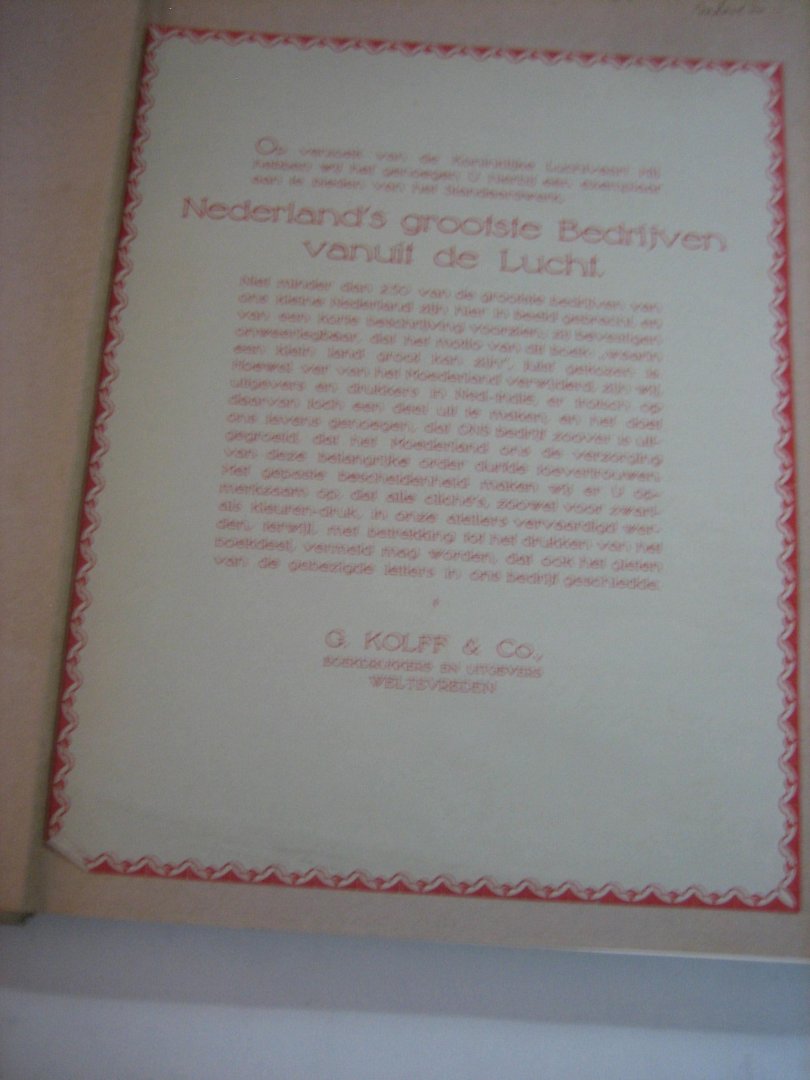 Op verzoek van de Koninklijke Luchtvaart Mij
hebben wij het genoegen U hierbij een exemplaar
aan te bieden van het standaardwerk:
Nederland's grootste Bedrijven
vanuit de Lucht.
Niet minder dan 250 van de grootste bedrijven van
ons kleine Nederland zijn hier in beeld gebracht en
van een korte beschrijving voorzien; zij bevestigen
onweerlegbaar, dat het motto van dit boek: „waarin
een klein land groot kan zijn", juist gekozen is.
Hoewel ver van het Moederland verwijderd, zijn wij,
uitgevers en drukkers in Ned.-Indië, er trotsch op
daarvan toch een deel uit te maken, en het doet
ons tevens genoegen, dat ONS bedrijf zoover is uit-
gegroeid, dat het Moederland ons de verzorging
van deze belangrijke order durfde toevertrouwen.
Met gepaste bescheidenheid maken wij er U op-
merkzaam op, dat alle cliché's, zoowel voor zwart-
als kleuren-druk, in onze ateliers vervaardigd wer-
den, terwijl, met betrekking tot het drukken van het
boekdeel, vermeld mag worden, dat ook het gieten
van de gebezigde letters in ons bedrijf geschiedde.
G. KOLFF & Co.,
BOEKDRUKKERS EN UITGEVERS
WELTEVREDEN